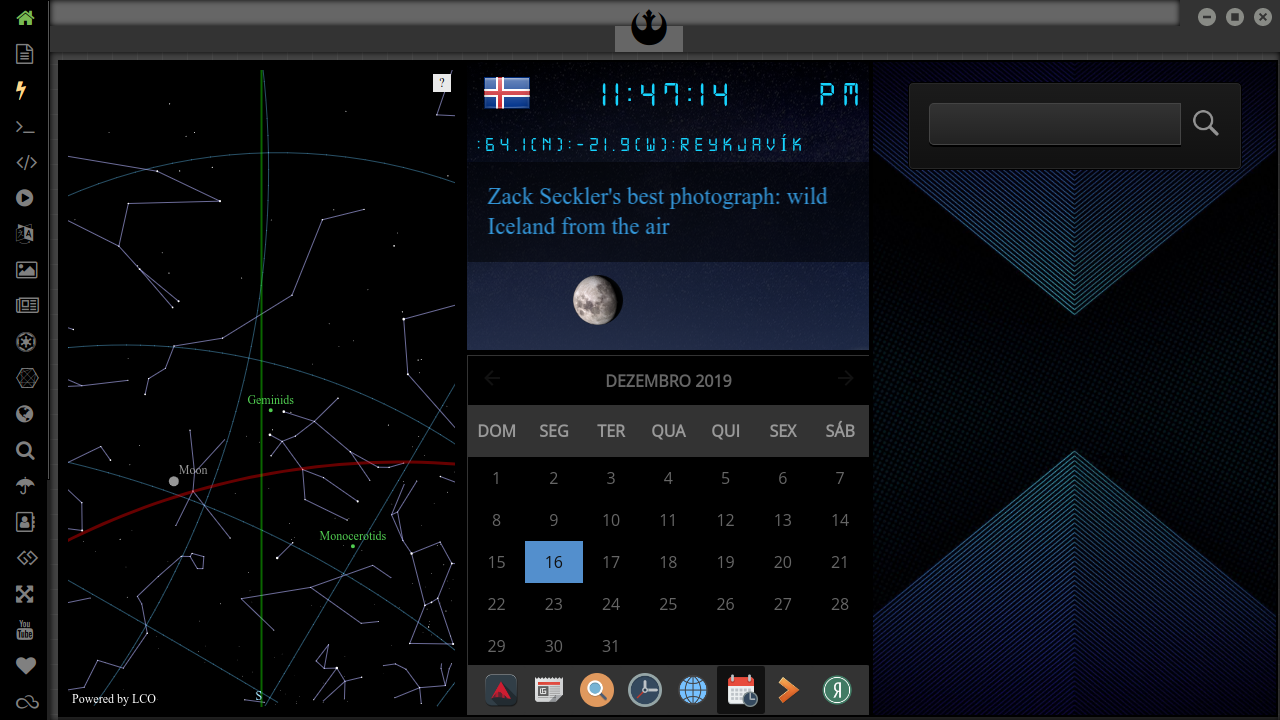 ?
Geminids
Moon
Monocerotids
S
Powered by LCO
11:47:14 PM
:64.1(N):-21.9(W):REYKJAVÍK
Zack Seckler's best photograph: wild
Iceland from the air
DEZEMBRO 2019
DOM SEG TER QUA QUI SEX SÁB
1 2 3 4 5 6 7
8 9 10 11 12 13 14
15 16 17 18 19 20 21
22 23 24 25 26 27 28
29 30 31
You
Tube
Я